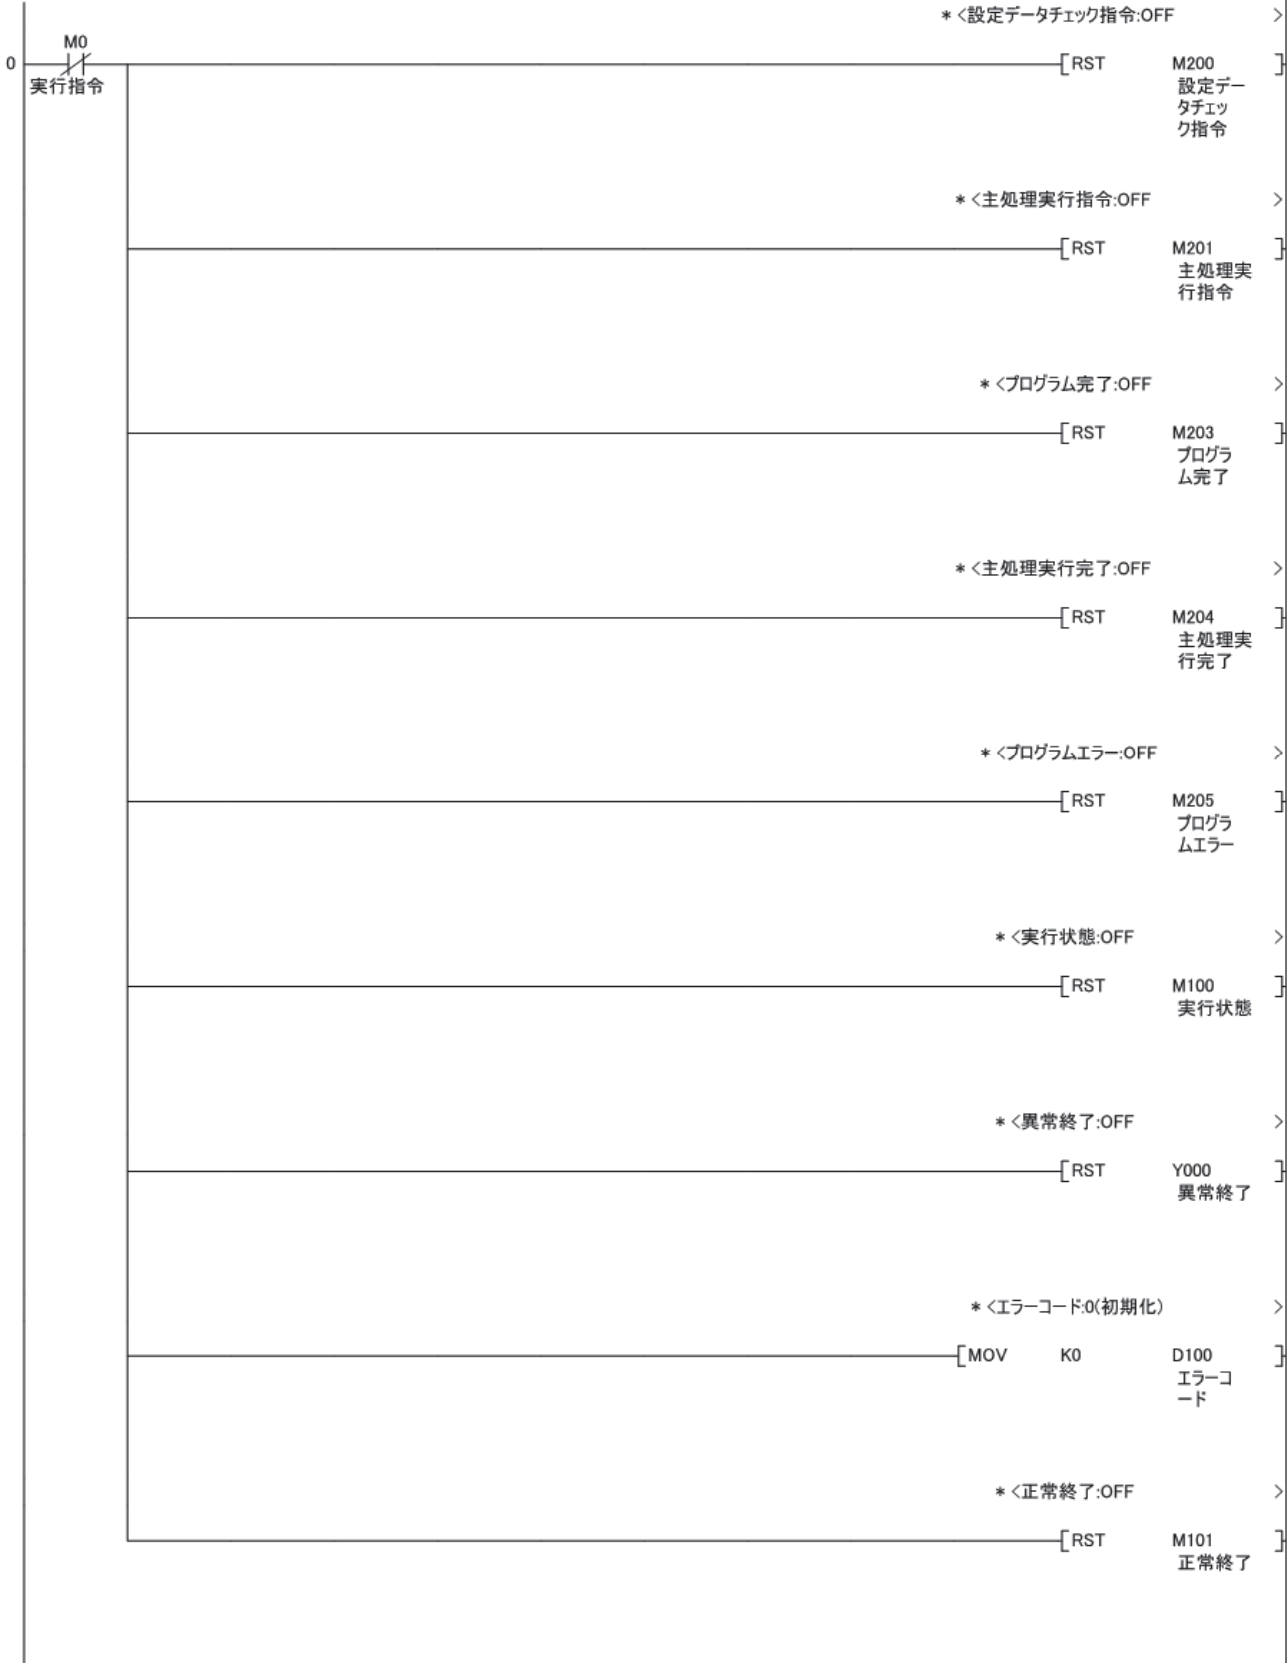 * <設定データチェック指令:OFF >
M0
0 [RST M200 ]
実行指令
設定デー
タチェッ
ク指令
* <主処理実行指令:OFF >
[RST M201 ]
主処理実
行指令
* <プログラム完了:OFF >
[RST M203 ]
プログラ
ム完了
* <主処理実行完了:OFF >
[RST M204 ]
主処理実
行完了
* <プログラムエラー:OFF >
[RST M205 ]
プログラ
ムエラー
* <実行状態:OFF >
[RST M100 ]
実行状態
* <異常終了:OFF >
[RST Y000 ]
異常終了
* <エラーコード:0(初期化) >
[MOV K0 D100 ]
エラーコ
ード
* <正常終了:OFF >
[RST M101 ]
正常終了